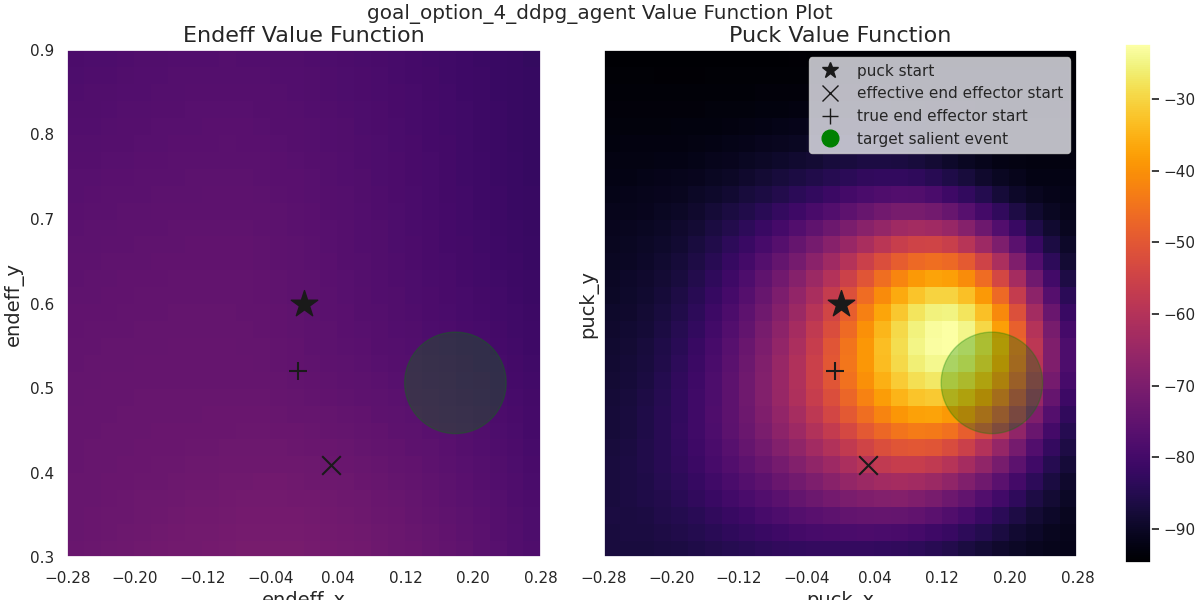 goal_option_4_ddpg_agent Value Function Plot
Endeff Value Function
Puck Value Function
0.9
0.8
0.7
0.6
0.5
0.4
0.3
endeff_y
−0.28 −0.20 −0.12 −0.04 0.04 0.12 0.20 0.28
endeff_x
puck_y
puck start
effective end effector start
true end effector start
target salient event
−0.28 −0.20 −0.12 −0.04 0.04 0.12 0.20 0.28
puck_x
−30
−40
−50
−60
−70
−80
−90